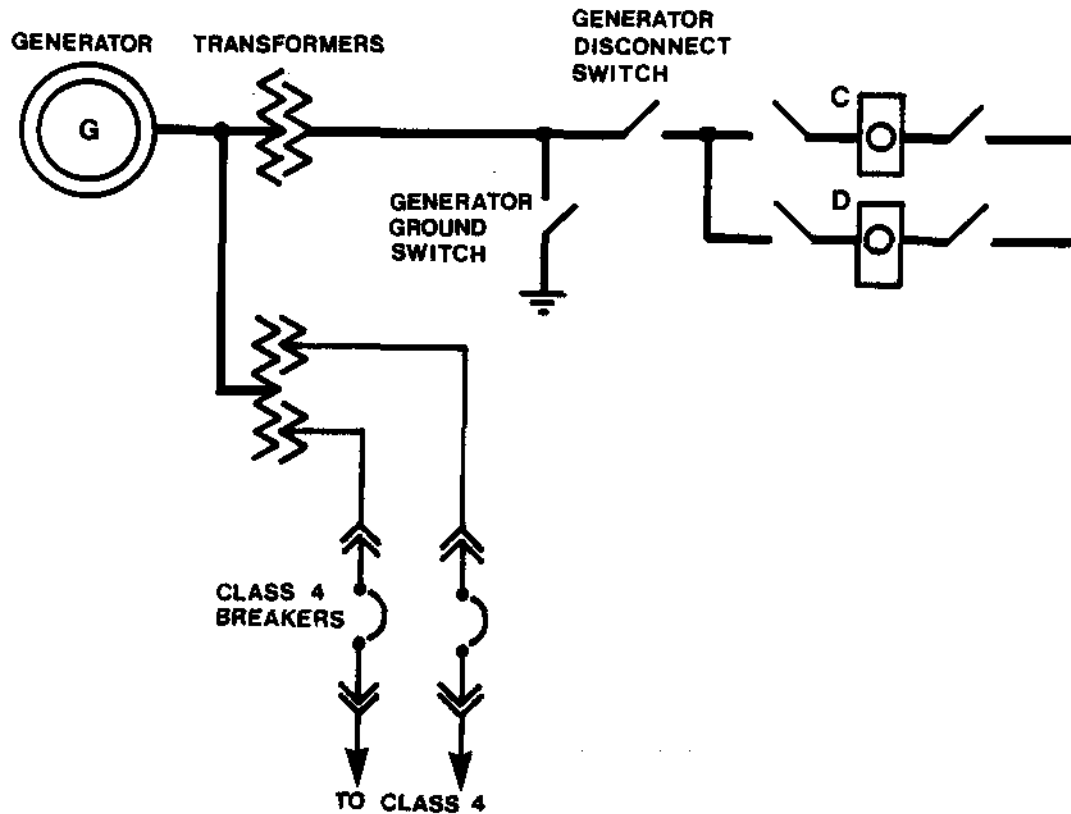 GENERATOR
TRANSFORMERS
GENERATOR
DISCONNECT
SWITCH
G
C
D
GENERATOR
GROUND
SWITCH
CLASS 4
BREAKERS
TO CLASS 4